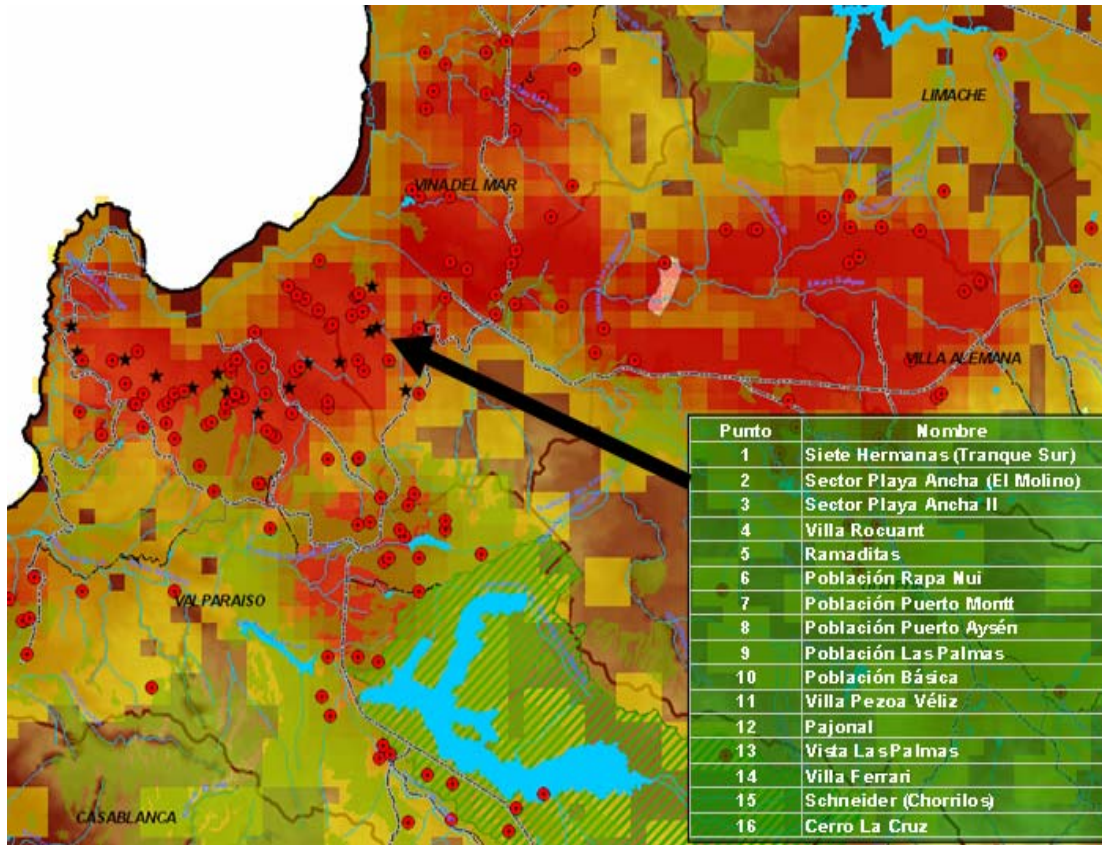 LIMACHE
VINA DEL MAR
VILLA ALEMANA
VALPARAISO
CASABLANCA
Punto Nombre
1 Siete Hermanas (Tranque Sur)
2 Sector Playa Ancha (El Molino)
3 Sector Playa Ancha II
4 Villa Rocuant
5 Ramaditas
6 Población Rapa Nui
7 Población Puerto Montt
8 Población Puerto Aysén
9 Población Las Palmas
10 Población Básica
11 Villa Pezoa Véliz
12 Pajonal
13 Vista Las Palmas
14 Villa Ferrari
15 Schneider (Chorrilos)
16 Cerro La Cruz